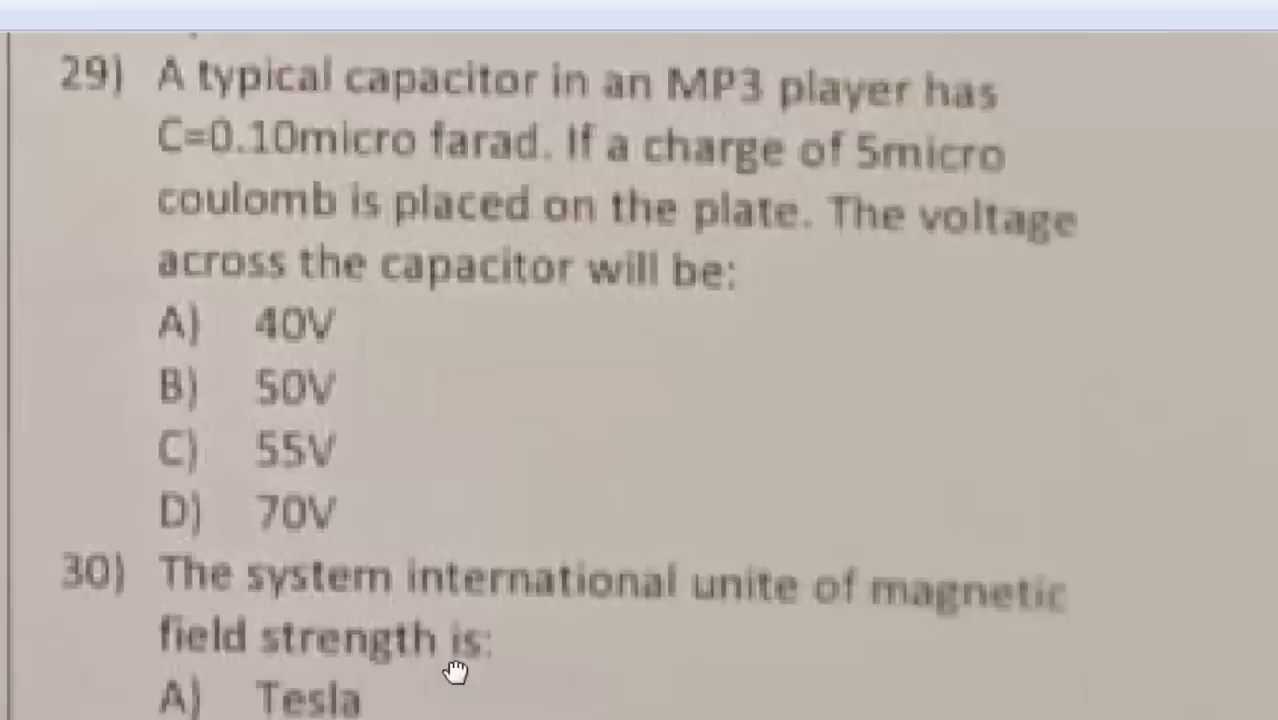 29) A typical capacitor in an MP3 player has
C=0.10micro farad. If a charge of 5micro
coulomb is placed on the plate. The voltage
across the capacitor will be:
A) 40V
B) 50V
C) 55V
D) 70V
30) The system international unite of magnetic
field strength is:
A) Tesla